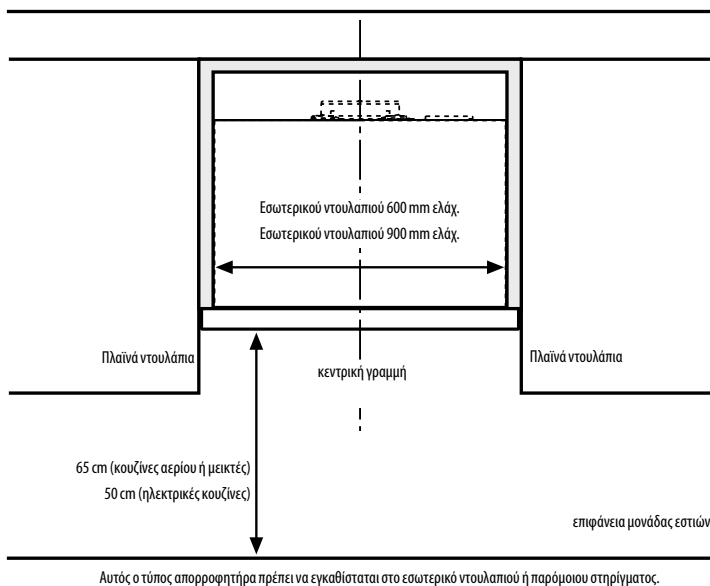 Εσωτερικού ντουλαπιού 600 mm ελάχ.
Εσωτερικού ντουλαπιού 900 mm ελάχ.
Πλαϊνά ντουλάπια
κεντρική γραμμή
Πλαϊνά ντουλάπια
65 cm (κουζίνες αερίου ή μεικτές)
50 cm (ηλεκτρικές κουζίνες)
επιφάνεια μονάδας εστιών
Αυτός ο τύπος απορροφητήρα πρέπει να εγκαθίσταται στο εσωτερικό ντουλαπιού ή παρόμοιου στηρίγματος.